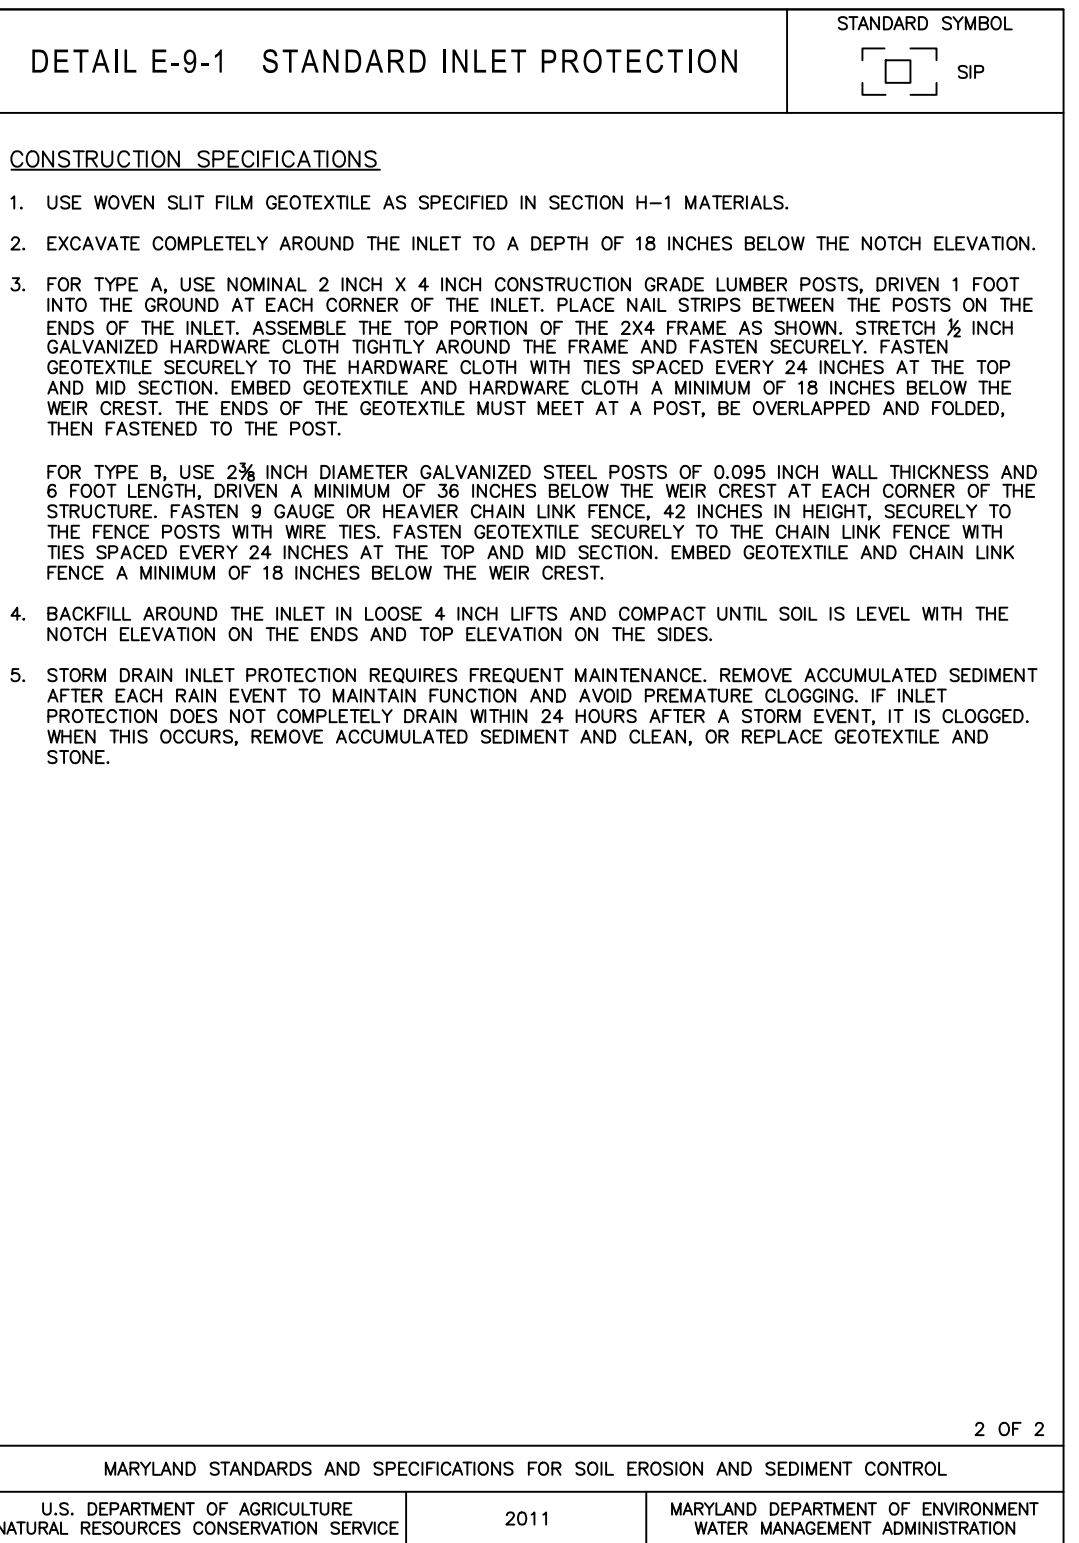 DETAIL E-9-1 STANDARD INLET PROTECTION
STANDARD SYMBOL
SIP
CONSTRUCTION SPECIFICATIONS
1. USE WOVEN SLIT FILM GEOTEXTILE AS SPECIFIED IN SECTION H-1 MATERIALS.
2. EXCAVATE COMPLETELY AROUND THE INLET TO A DEPTH OF 18 INCHES BELOW THE NOTCH ELEVATION.
3. FOR TYPE A, USE NOMINAL 2 INCH X 4 INCH CONSTRUCTION GRADE LUMBER POSTS, DRIVEN 1 FOOT
INTO THE GROUND AT EACH CORNER OF THE INLET. PLACE NAIL STRIPS BETWEEN THE POSTS ON THE
ENDS OF THE INLET. ASSEMBLE THE TOP PORTION OF THE 2X4 FRAME AS SHOWN. STRETCH ½ INCH
GALVANIZED HARDWARE CLOTH TIGHTLY AROUND THE FRAME AND FASTEN SECURELY. FASTEN
GEOTEXTILE SECURELY TO THE HARDWARE CLOTH WITH TIES SPACED EVERY 24 INCHES AT THE TOP
AND MID SECTION. EMBED GEOTEXTILE AND HARDWARE CLOTH A MINIMUM OF 18 INCHES BELOW THE
WEIR CREST. THE ENDS OF THE GEOTEXTILE MUST MEET AT A POST, BE OVERLAPPED AND FOLDED,
THEN FASTENED TO THE POST.
FOR TYPE B, USE 2⅜ INCH DIAMETER GALVANIZED STEEL POSTS OF 0.095 INCH WALL THICKNESS AND
6 FOOT LENGTH, DRIVEN A MINIMUM OF 36 INCHES BELOW THE WEIR CREST AT EACH CORNER OF THE
STRUCTURE. FASTEN 9 GAUGE OR HEAVIER CHAIN LINK FENCE, 42 INCHES IN HEIGHT, SECURELY TO
THE FENCE POSTS WITH WIRE TIES. FASTEN GEOTEXTILE SECURELY TO THE CHAIN LINK FENCE WITH
TIES SPACED EVERY 24 INCHES AT THE TOP AND MID SECTION. EMBED GEOTEXTILE AND CHAIN LINK
FENCE A MINIMUM OF 18 INCHES BELOW THE WEIR CREST.
4. BACKFILL AROUND THE INLET IN LOOSE 4 INCH LIFTS AND COMPACT UNTIL SOIL IS LEVEL WITH THE
NOTCH ELEVATION ON THE ENDS AND TOP ELEVATION ON THE SIDES.
5. STORM DRAIN INLET PROTECTION REQUIRES FREQUENT MAINTENANCE. REMOVE ACCUMULATED SEDIMENT
AFTER EACH RAIN EVENT TO MAINTAIN FUNCTION AND AVOID PREMATURE CLOGGING. IF INLET
PROTECTION DOES NOT COMPLETELY DRAIN WITHIN 24 HOURS AFTER A STORM EVENT, IT IS CLOGGED.
WHEN THIS OCCURS, REMOVE ACCUMULATED SEDIMENT AND CLEAN, OR REPLACE GEOTEXTILE AND
STONE.
2 OF 2
MARYLAND STANDARDS AND SPECIFICATIONS FOR SOIL EROSION AND SEDIMENT CONTROL
U.S. DEPARTMENT OF AGRICULTURE
NATURAL RESOURCES CONSERVATION SERVICE
2011
MARYLAND DEPARTMENT OF ENVIRONMENT
WATER MANAGEMENT ADMINISTRATION